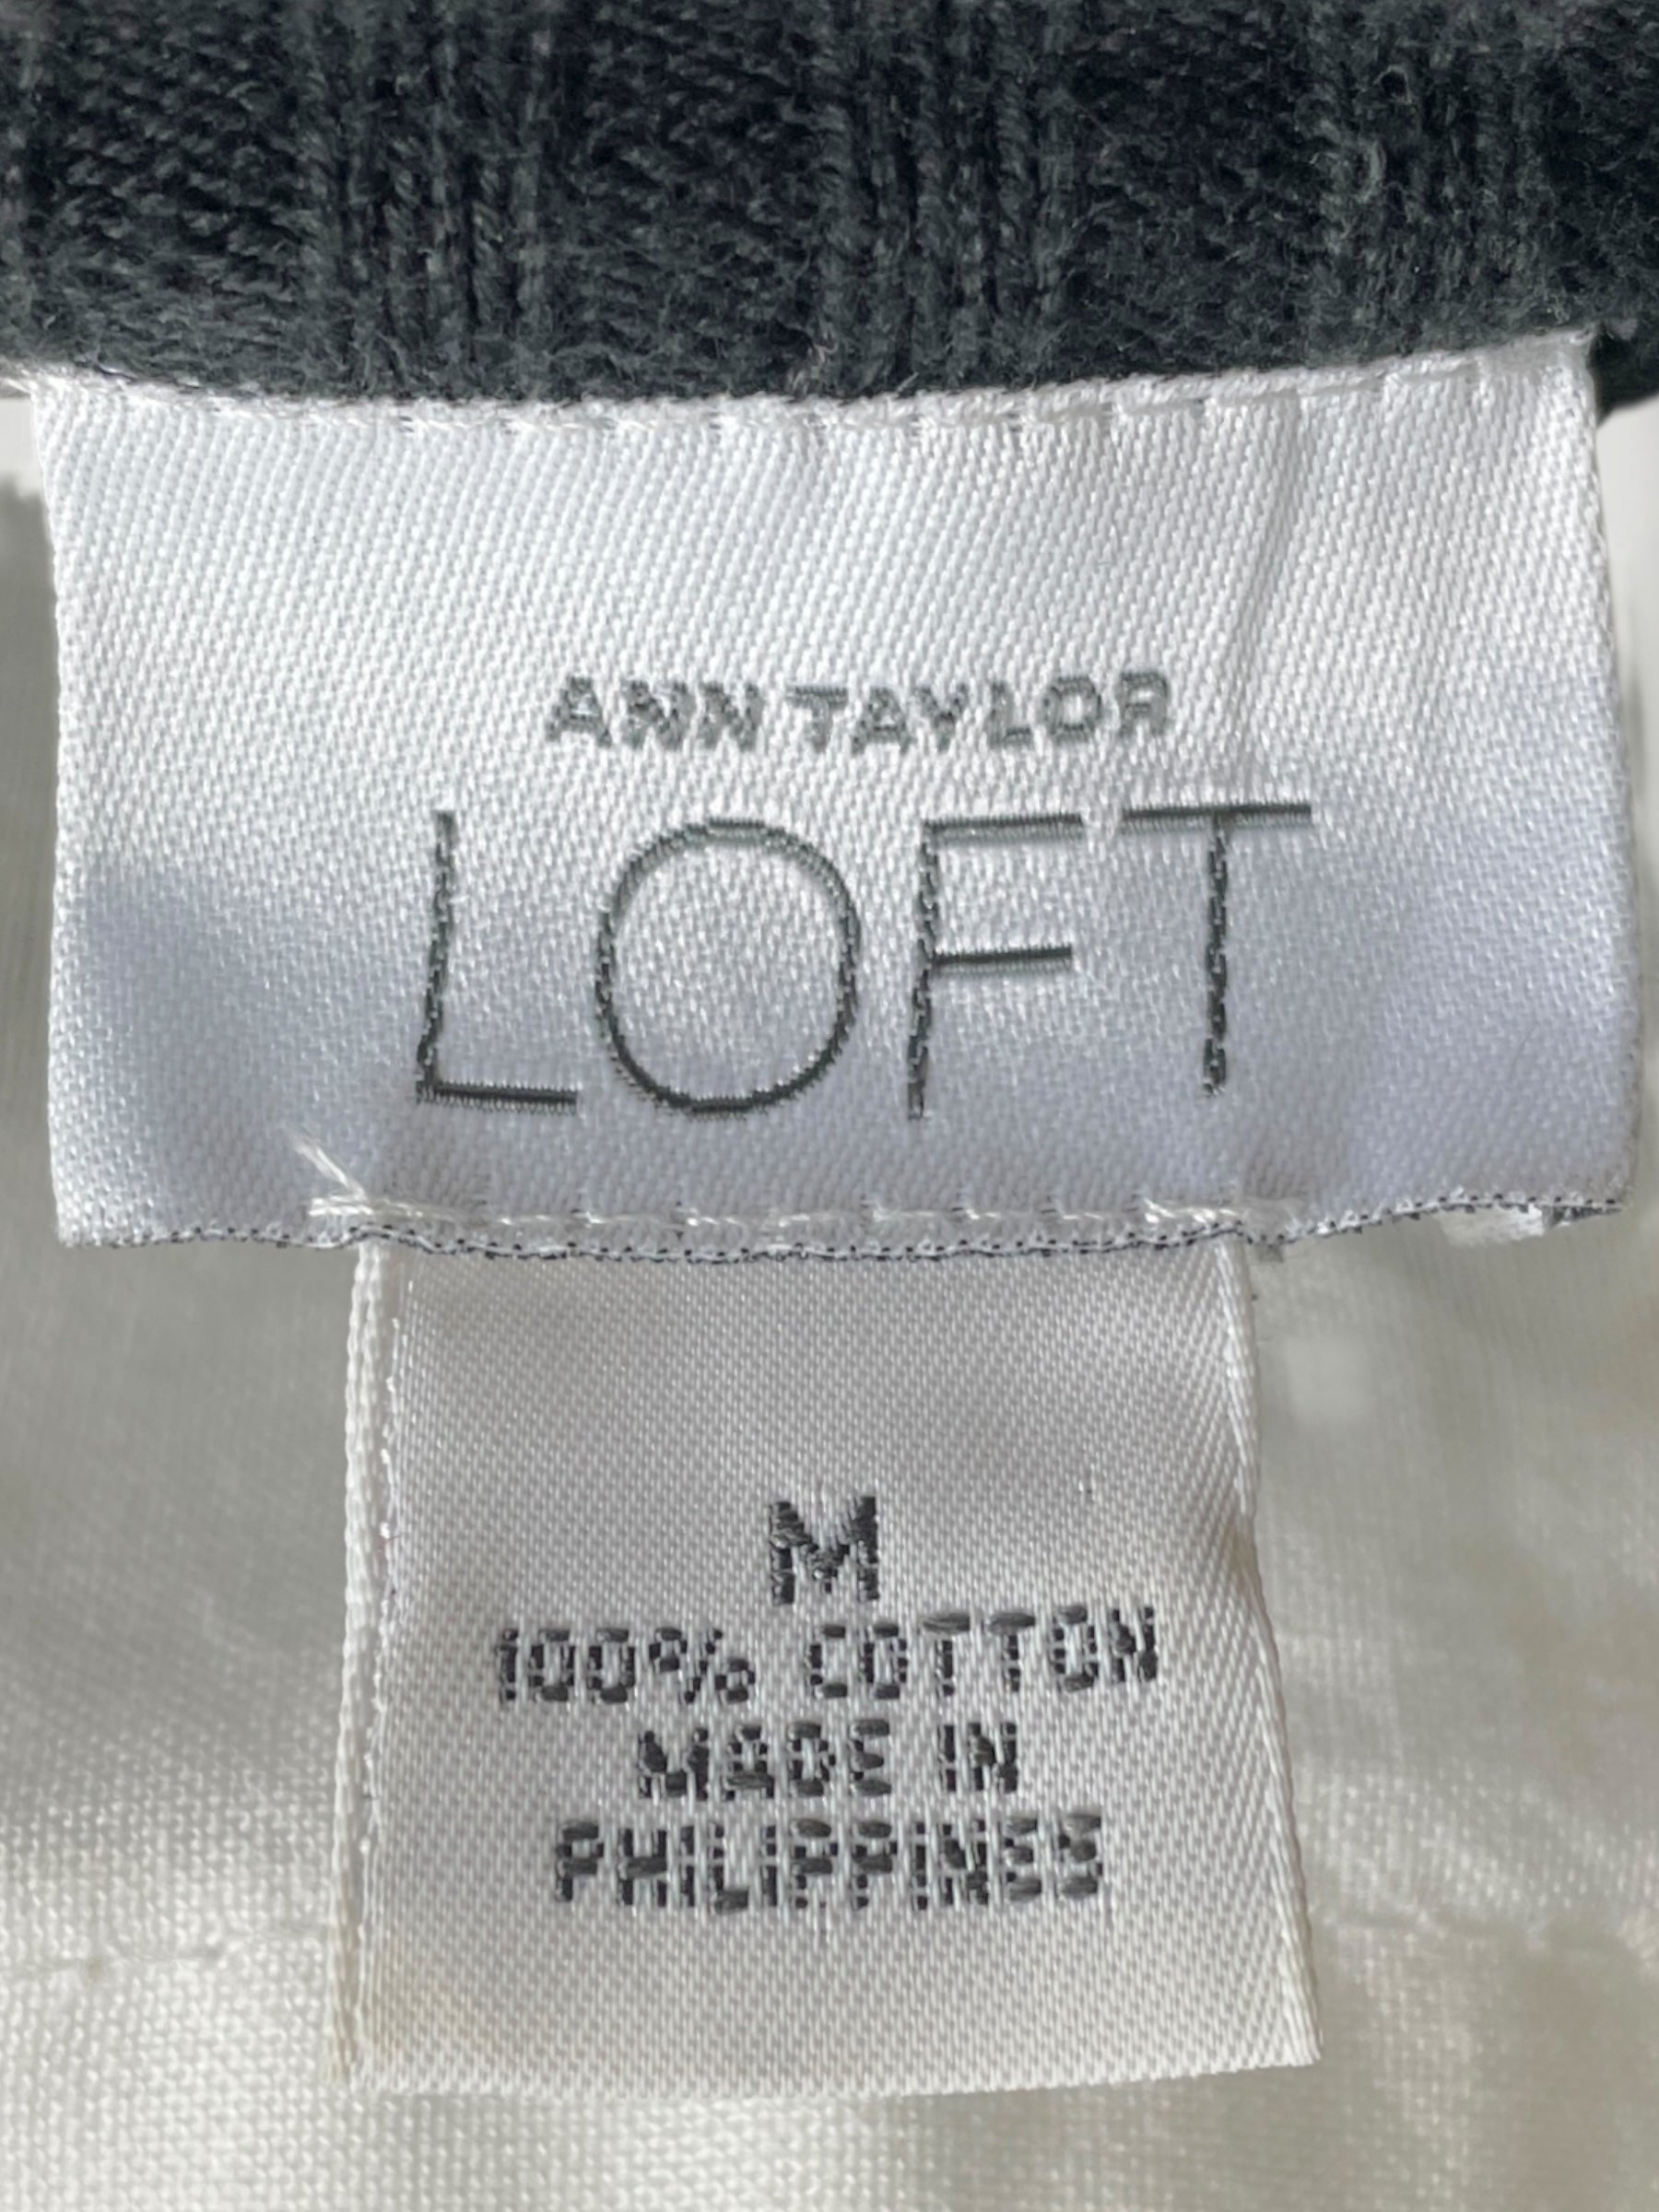 ANN TAYLOR
LOFT
M
100% COTTON
MADE IN
PHILIPPINES